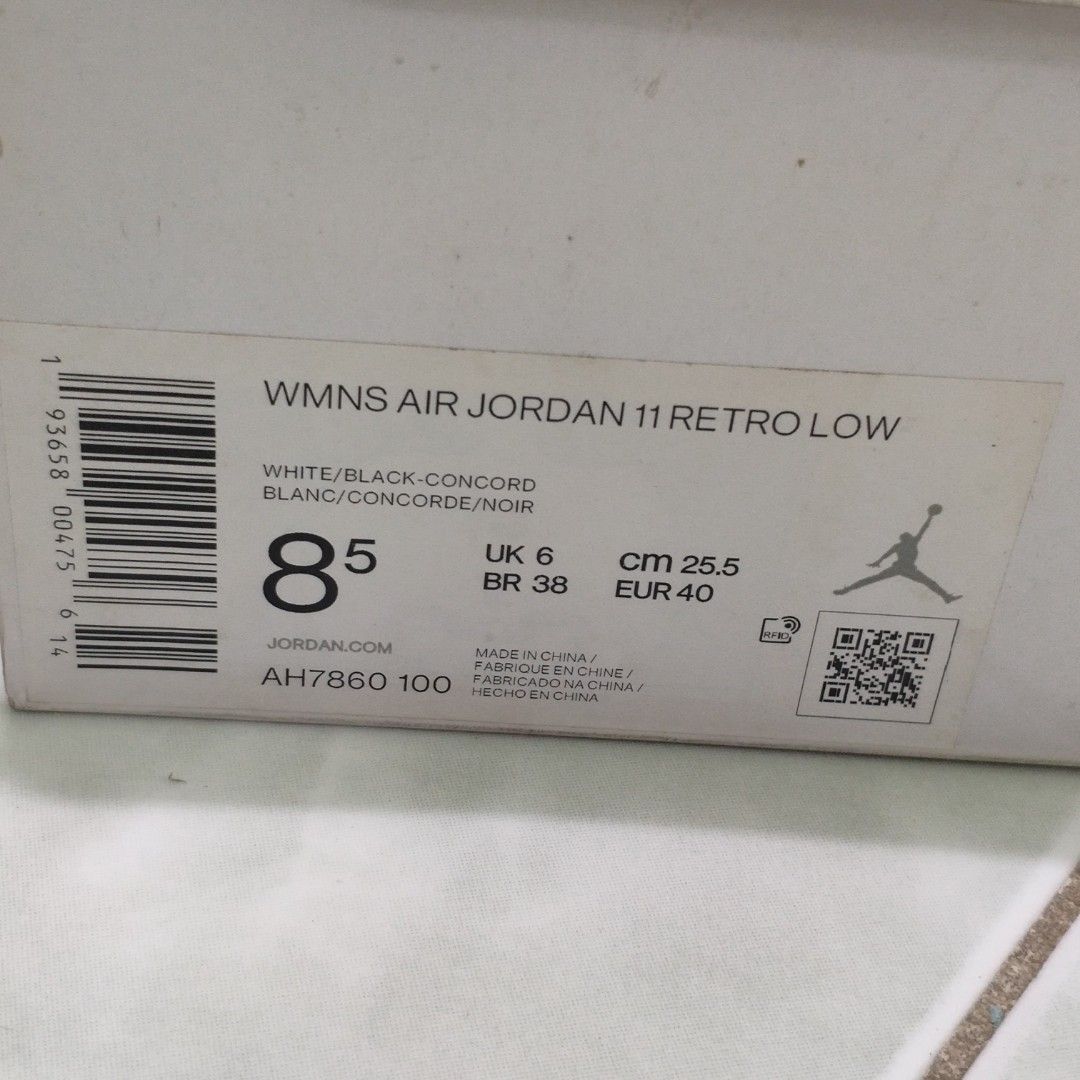 WMNS AIR JORDAN 11 RETRO LOW
WHITE/BLACK-CONCORD
BLANC/CONCORDE/NOIR
8 5
UK 6 cm 25.5
BR 38 EUR 40
RFID
JORDAN.COM
AH7860 100
MADE IN CHINA /
FABRIQUE EN CHINE /
FABRICADO NA CHINA /
HECHO EN CHINA
1 93658 00475 6 14